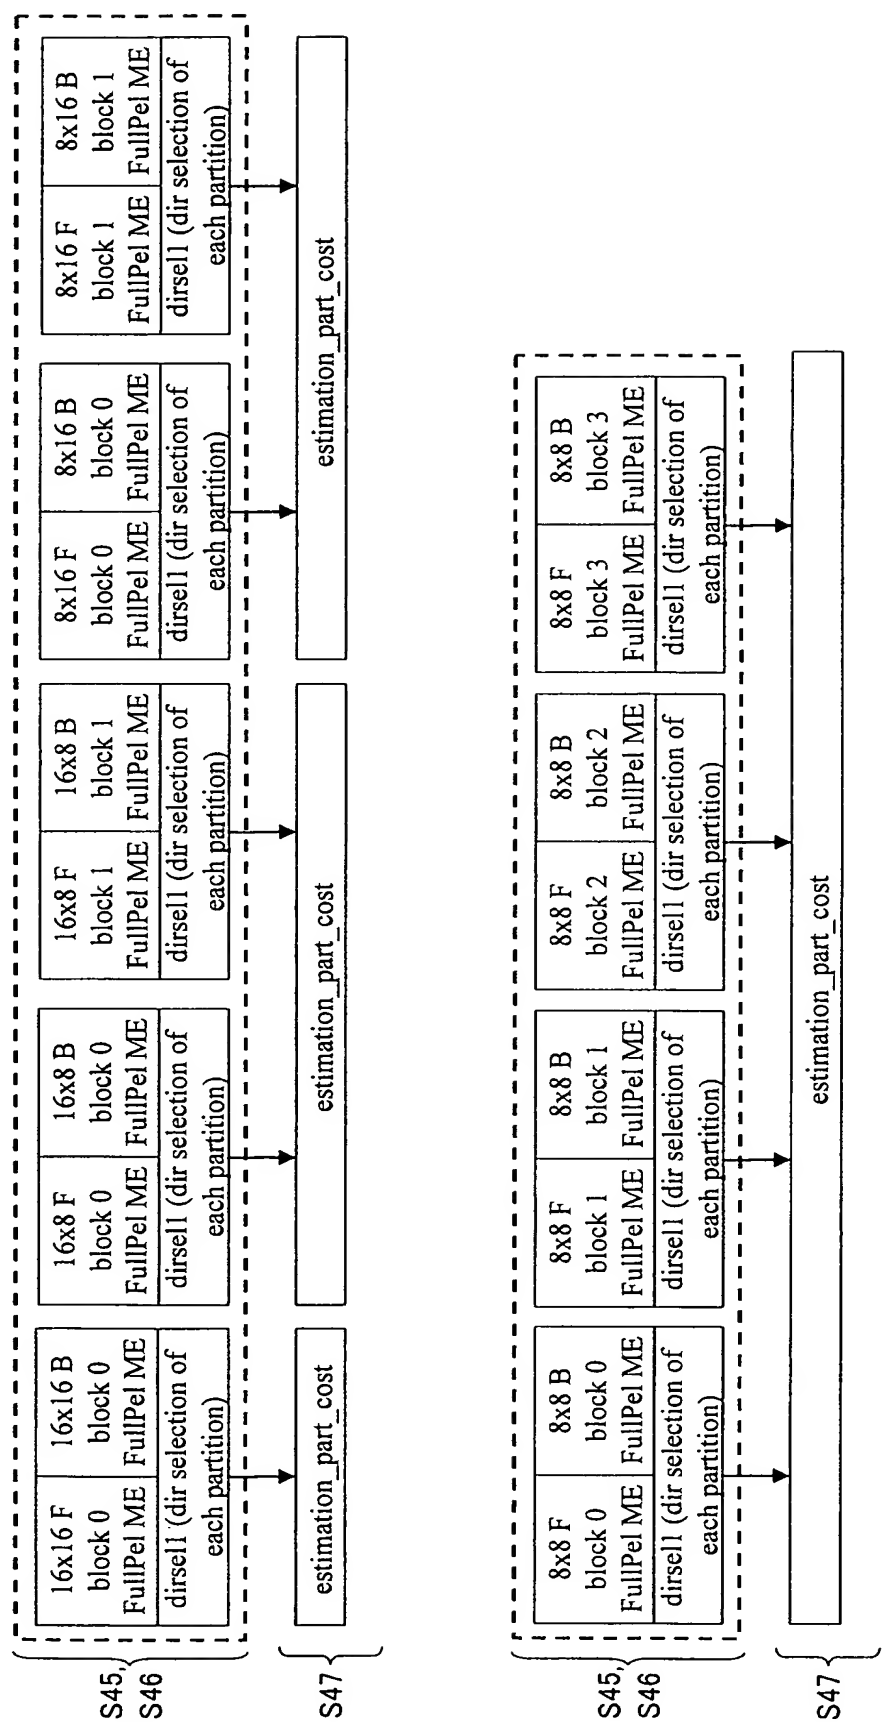 S45,
S46
16x16 F
block 0
FullPel ME
16x16 B
block 0
FullPel ME
dirsel1 (dir selection of
each partition)
16x8 F
block 0
FullPel ME
16x8 B
block 0
FullPel ME
dirsel1 (dir selection of
each partition)
16x8 F
block 1
FullPel ME
16x8 B
block 1
FullPel ME
dirsel1 (dir selection of
each partition)
8x16 F
block 0
FullPel ME
8x16 B
block 0
FullPel ME
dirsel1 (dir selection of
each partition)
8x16 F
block 1
FullPel ME
8x16 B
block 1
FullPel ME
dirsel1 (dir selection of
each partition)
S47
estimation_part_cost
estimation_part_cost
estimation_part_cost
S45,
S46
8x8 F
block 0
FullPel ME
8x8 B
block 0
FullPel ME
dirsel1 (dir selection of
each partition)
8x8 F
block 1
FullPel ME
8x8 B
block 1
FullPel ME
dirsel1 (dir selection of
each partition)
8x8 F
block 2
FullPel ME
8x8 B
block 2
FullPel ME
dirsel1 (dir selection of
each partition)
8x8 F
block 3
FullPel ME
8x8 B
block 3
FullPel ME
dirsel1 (dir selection of
each partition)
S47
estimation_part_cost